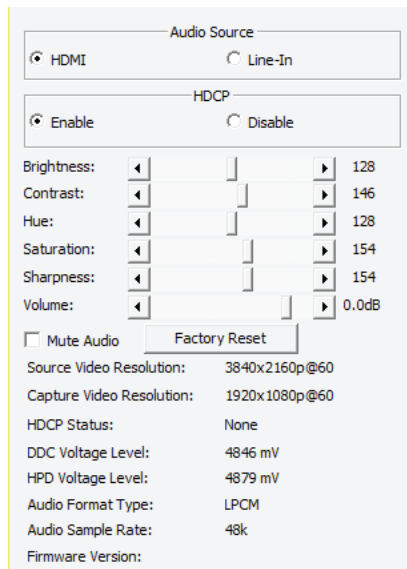 Audio Source
HDMI Line-In
HDCP
Enable Disable
Brightness: 128
Contrast: 146
Hue: 128
Saturation: 154
Sharpness: 154
Volume: 0.0dB
Mute Audio Factory Reset
Source Video Resolution: 3840x2160p@60
Capture Video Resolution: 1920x1080p@60
HDCP Status: None
DDC Voltage Level: 4846 mV
HPD Voltage Level: 4879 mV
Audio Format Type: LPCM
Audio Sample Rate: 48k
Firmware Version: